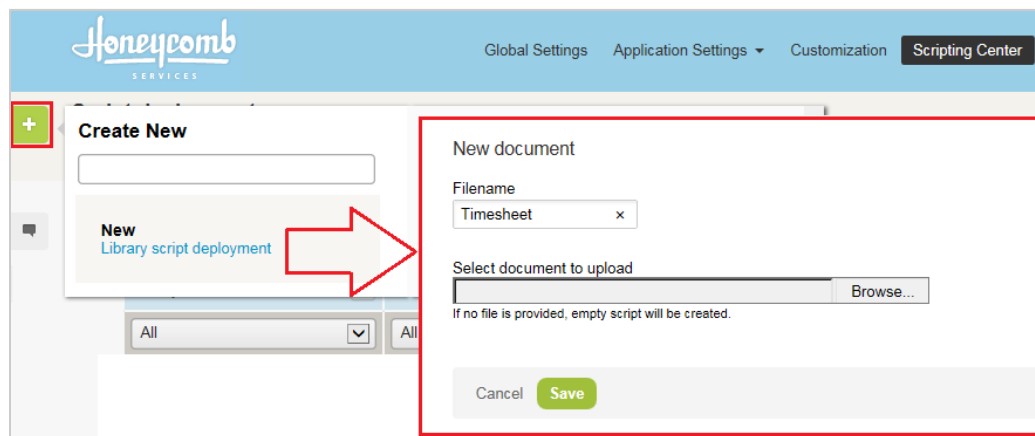 Honeycomb
SERVICES
Global Settings Application Settings Customization Scripting Center
+
Create New
New
Library script deployment
New document
Filename
Timesheet ×
Select document to upload
Browse...
If no file is provided, empty script will be created.
All
All
Cancel Save